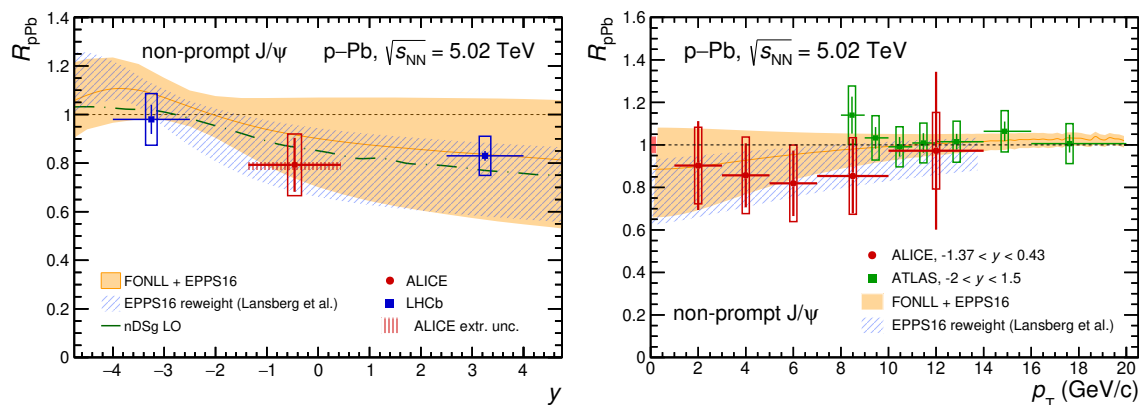 R_pPb
1.4
1.2
1
0.8
0.6
0.4
0.2
0
non-prompt J/ψ p–Pb, √s_NN = 5.02 TeV
FONLL + EPPS16
EPPS16 reweight (Lansberg et al.)
nDSg LO
ALICE
LHCb
ALICE extr. unc.
−4 −3 −2 −1 0 1 2 3 4
y
R_pPb
1.6
1.4
1.2
1
0.8
0.6
0.4
0.2
0
p–Pb, √s_NN = 5.02 TeV
ALICE, -1.37 < y < 0.43
ATLAS, -2 < y < 1.5
FONLL + EPPS16
EPPS16 reweight (Lansberg et al.)
non-prompt J/ψ
0 2 4 6 8 10 12 14 16 18 20
p_T (GeV/c)